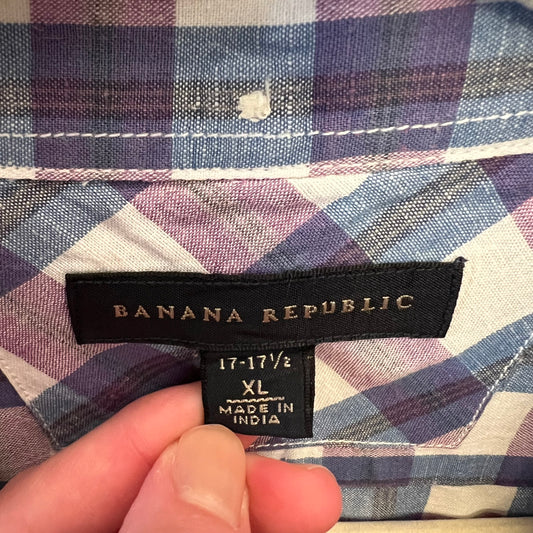 BANANA REPUBLIC
17-17½
XL
MADE IN
INDIA